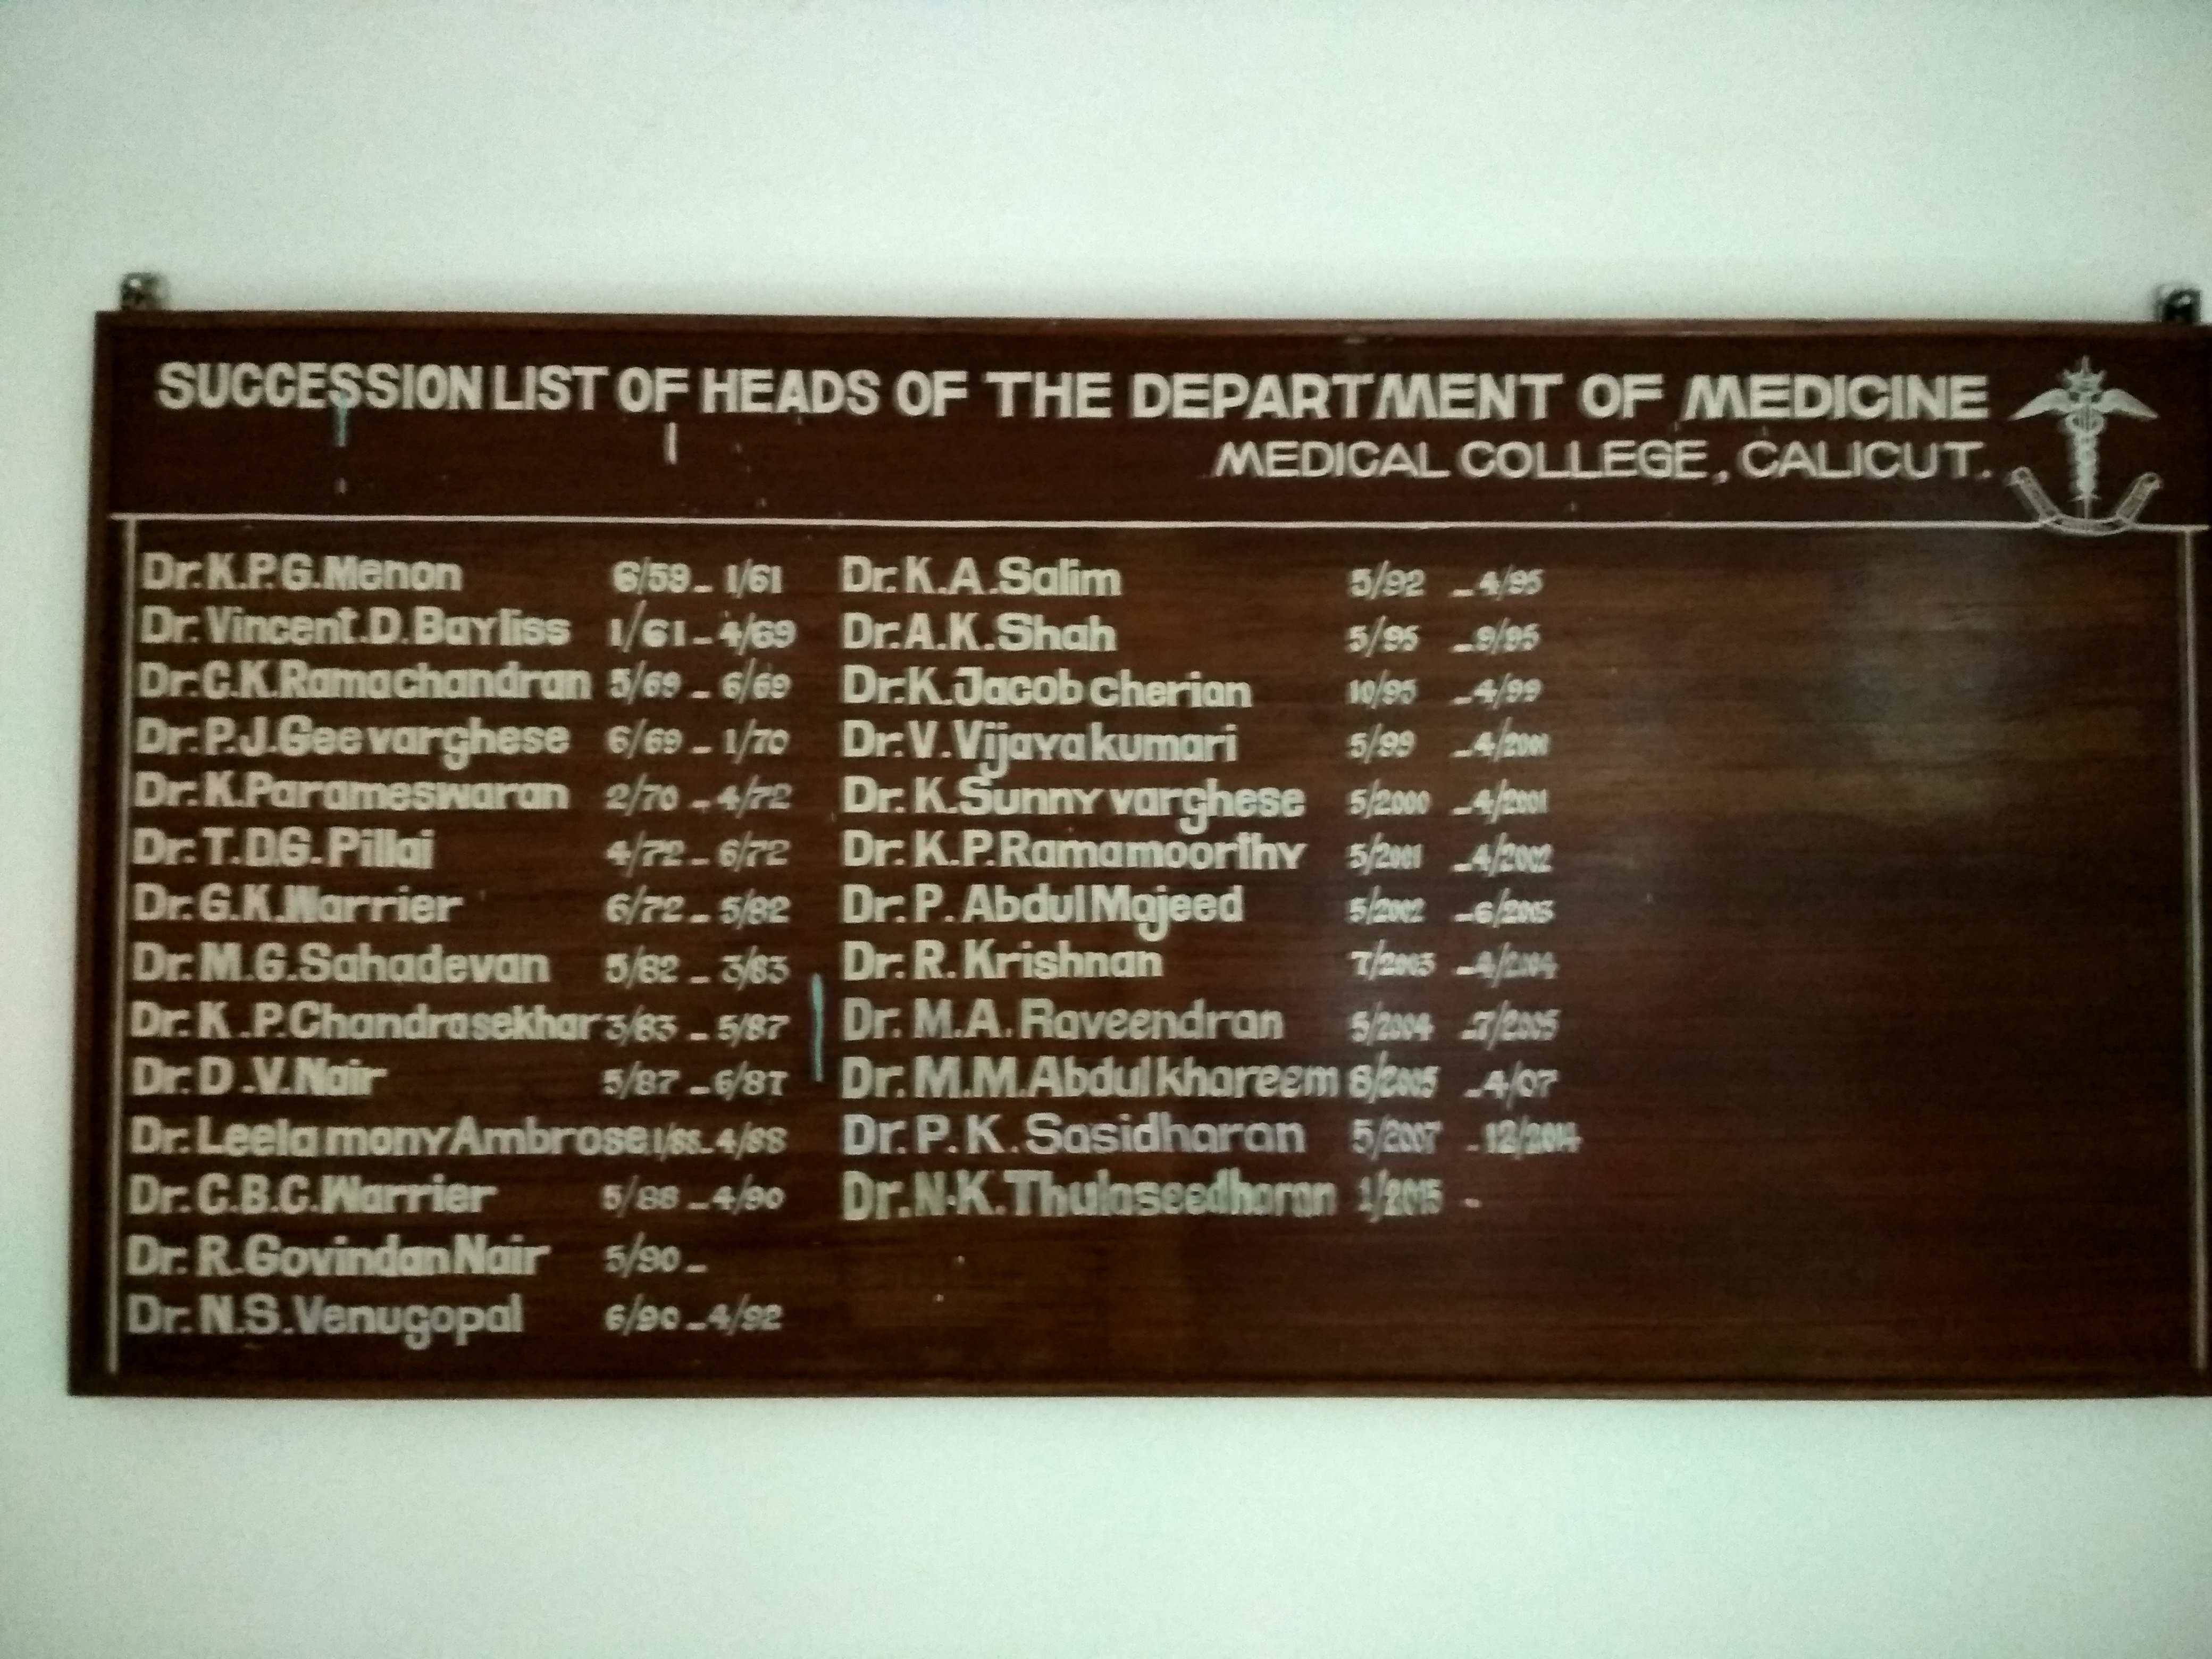 SUCCESSION LIST OF HEADS OF THE DEPARTMENT OF MEDICINE
MEDICAL COLLEGE, CALICUT.
Dr.K.P.G.Menon 6/59 - 1/61
Dr.Vincent.D.Bayliss 1/61 - 4/69
Dr.C.K.Ramachandran 5/69 - 6/69
Dr.P.J.Geevarghese 6/69 - 1/70
Dr.K.Parameswaran 2/70 - 4/72
Dr.T.D.G.Pillai 4/72 - 6/72
Dr.G.K.Warrier 6/72 - 5/82
Dr.M.G.Sahadevan 5/82 - 3/83
Dr.K.P.Chandrasekhar 3/83 - 5/87
Dr.D.V.Nair 5/87 - 6/87
Dr.Leelamony Ambrose 1/88 - 4/88
Dr.C.B.C.Warrier 5/88 - 4/90
Dr.R.Govindan Nair 5/90 -
Dr.N.S.Venugopal 6/90 - 4/92
Dr.K.A.Salim 5/92 - 4/95
Dr.A.K.Shah 5/95 - 9/95
Dr.K.Jacob cherian 10/95 - 4/99
Dr.V.Vijayakumari 5/99 -
Dr.K.Sunny varghese 5/2000 - 4/2001
Dr.K.P.Ramamoorthy 5/2001 - 4/2002
Dr.P.Abdul Majeed 5/2002 - 6/2003
Dr.R.Krishnan 7/2003 - 4/2004
Dr.M.A.Raveendran 5/2004 - 7/2005
Dr.M.M.Abdul khareem - 4/07
Dr.P.K.Sasidharan 5/2007 - 12/2014
Dr.N.K.Thulaseedharan 1/2015 -